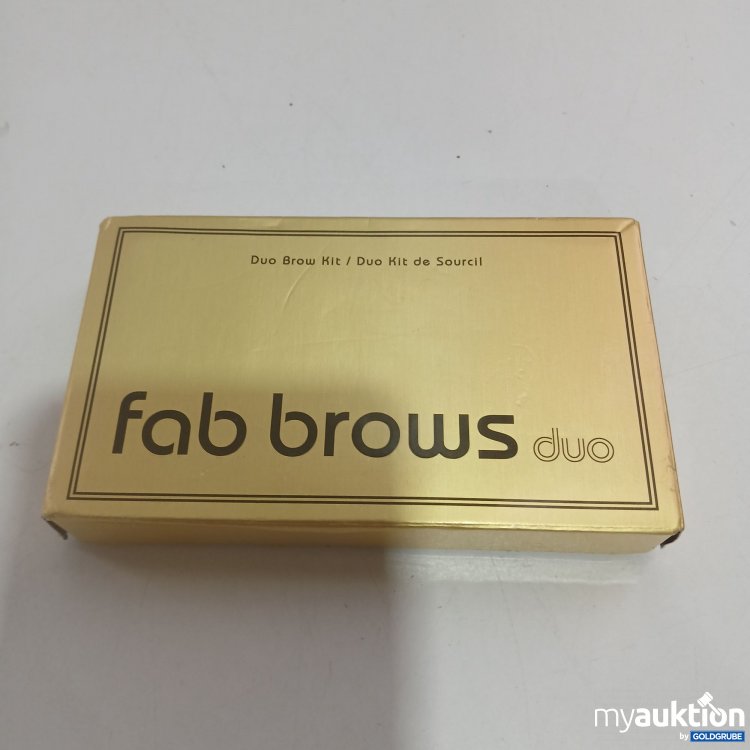 Duo Brow Kit / Duo Kit de Sourcil
fab brows duo
myauktion
by GOLDGRUBE